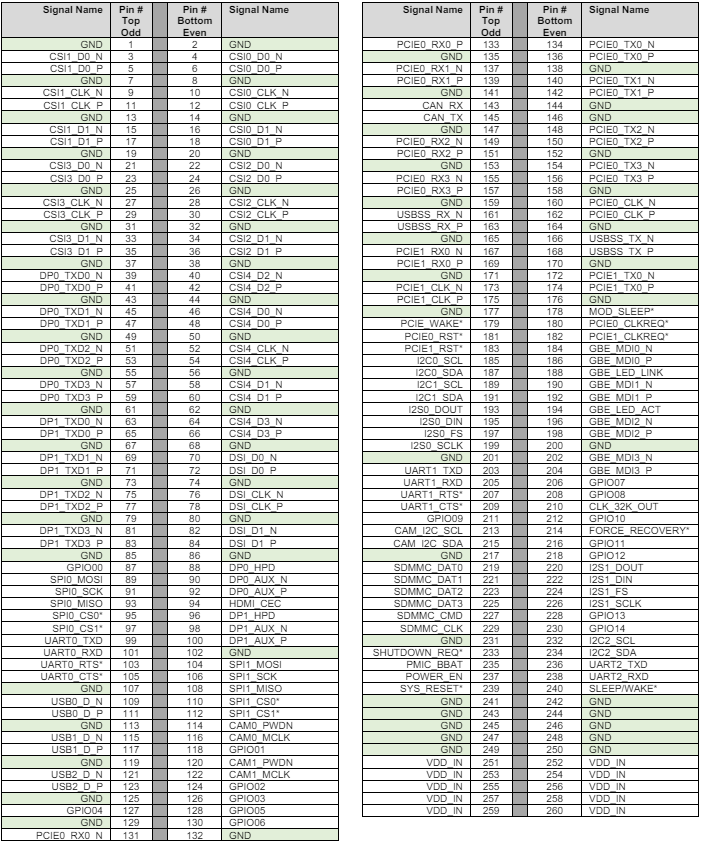 Signal Name Pin # Top Odd Pin # Bottom Even Signal Name
GND 1 2 GND
CSI1_D0_N 3 4 CSI0_D0_N
CSI1_D0_P 5 6 CSI0_D0_P
GND 7 8 GND
CSI1_CLK_N 9 10 CSI0_CLK_N
CSI1_CLK_P 11 12 CSI0_CLK_P
GND 13 14 GND
CSI1_D1_N 15 16 CSI0_D1_N
CSI1_D1_P 17 18 CSI0_D1_P
GND 19 20 GND
CSI3_D0_N 21 22 CSI2_D0_N
CSI3_D0_P 23 24 CSI2_D0_P
GND 25 26 GND
CSI3_CLK_N 27 28 CSI2_CLK_N
CSI3_CLK_P 29 30 CSI2_CLK_P
GND 31 32 GND
CSI3_D1_N 33 34 CSI2_D1_N
CSI3_D1_P 35 36 CSI2_D1_P
GND 37 38 GND
DP0_TXD0_N 39 40 CSI4_D2_N
DP0_TXD0_P 41 42 CSI4_D2_P
GND 43 44 GND
DP0_TXD1_N 45 46 CSI4_D0_N
DP0_TXD1_P 47 48 CSI4_D0_P
GND 49 50 GND
DP0_TXD2_N 51 52 CSI4_CLK_N
DP0_TXD2_P 53 54 CSI4_CLK_P
GND 55 56 GND
DP0_TXD3_N 57 58 CSI4_D1_N
DP0_TXD3_P 59 60 CSI4_D1_P
GND 61 62 GND
DP1_TXD0_N 63 64 CSI4_D3_N
DP1_TXD0_P 65 66 CSI4_D3_P
GND 67 68 GND
DP1_TXD1_N 69 70 DSI_D0_N
DP1_TXD1_P 71 72 DSI_D0_P
GND 73 74 GND
DP1_TXD2_N 75 76 DSI_CLK_N
DP1_TXD2_P 77 78 DSI_CLK_P
GND 79 80 GND
DP1_TXD3_N 81 82 DSI_D1_N
DP1_TXD3_P 83 84 DSI_D1_P
GND 85 86 GND
GPIO00 87 88 DP0_HPD
SPI0_MOSI 89 90 DP0_AUX_N
SPI0_SCK 91 92 DP0_AUX_P
SPI0_MISO 93 94 HDMI_CEC
SPI0_CS0* 95 96 DP1_HPD
SPI0_CS1* 97 98 DP1_AUX_N
UART0_TXD 99 100 DP1_AUX_P
UART0_RXD 101 102 GND
UART0_RTS* 103 104 SPI1_MOSI
UART0_CTS* 105 106 SPI1_SCK
GND 107 108 SPI1_MISO
USB0_D_N 109 110 SPI1_CS0*
USB0_D_P 111 112 SPI1_CS1*
GND 113 114 CAM0_PWDN
USB1_D_N 115 116 CAM0_MCLK
USB1_D_P 117 118 GPIO01
GND 119 120 CAM1_PWDN
USB2_D_N 121 122 CAM1_MCLK
USB2_D_P 123 124 GPIO02
GND 125 126 GPIO03
GPIO04 127 128 GPIO05
GND 129 130 GPIO06
PCIE0_RX0_N 131 132 GND
Signal Name Pin # Top Odd Pin # Bottom Even Signal Name
PCIE0_RX0_P 133 134 PCIE0_TX0_N
GND 135 136 PCIE0_TX0_P
PCIE0_RX1_N 137 138 GND
PCIE0_RX1_P 139 140 PCIE0_TX1_N
GND 141 142 PCIE0_TX1_P
CAN_RX 143 144 GND
CAN_TX 145 146 GND
GND 147 148 PCIE0_TX2_N
PCIE0_RX2_N 149 150 PCIE0_TX2_P
PCIE0_RX2_P 151 152 GND
GND 153 154 PCIE0_TX3_N
PCIE0_RX3_N 155 156 PCIE0_TX3_P
PCIE0_RX3_P 157 158 GND
GND 159 160 PCIE0_CLK_N
USBSS_RX_N 161 162 PCIE0_CLK_P
USBSS_RX_P 163 164 GND
GND 165 166 USBSS_TX_N
PCIE1_RX0_N 167 168 USBSS_TX_P
PCIE1_RX0_P 169 170 GND
GND 171 172 PCIE1_TX0_N
PCIE1_CLK_N 173 174 PCIE1_TX0_P
PCIE1_CLK_P 175 176 GND
GND 177 178 MOD_SLEEP*
PCIE_WAKE* 179 180 PCIE0_CLKREQ*
PCIE0_RST* 181 182 PCIE1_CLKREQ*
PCIE1_RST* 183 184 GBE_MDI0_N
I2C0_SCL 185 186 GBE_MDI0_P
I2C0_SDA 187 188 GBE_LED_LINK
I2C1_SCL 189 190 GBE_MDI1_N
I2C1_SDA 191 192 GBE_MDI1_P
I2S0_DOUT 193 194 GBE_LED_ACT
I2S0_DIN 195 196 GBE_MDI2_N
I2S0_FS 197 198 GBE_MDI2_P
I2S0_SCLK 199 200 GND
GND 201 202 GBE_MDI3_N
UART1_TXD 203 204 GBE_MDI3_P
UART1_RXD 205 206 GPIO07
UART1_RTS* 207 208 GPIO08
UART1_CTS* 209 210 CLK_32K_OUT
GPIO09 211 212 GPIO10
CAM_I2C_SCL 213 214 FORCE_RECOVERY*
CAM_I2C_SDA 215 216 GPIO11
GND 217 218 GPIO12
SDMMC_DAT0 219 220 I2S1_DOUT
SDMMC_DAT1 221 222 I2S1_DIN
SDMMC_DAT2 223 224 I2S1_FS
SDMMC_DAT3 225 226 I2S1_SCLK
SDMMC_CMD 227 228 GPIO13
SDMMC_CLK 229 230 GPIO14
GND 231 232 I2C2_SCL
SHUTDOWN_REQ* 233 234 I2C2_SDA
PMIC_BBAT 235 236 UART2_TXD
POWER_EN 237 238 UART2_RXD
SYS_RESET* 239 240 SLEEP/WAKE*
GND 241 242 GND
GND 243 244 GND
GND 245 246 GND
GND 247 248 GND
GND 249 250 GND
VDD_IN 251 252 VDD_IN
VDD_IN 253 254 VDD_IN
VDD_IN 255 256 VDD_IN
VDD_IN 257 258 VDD_IN
VDD_IN 259 260 VDD_IN